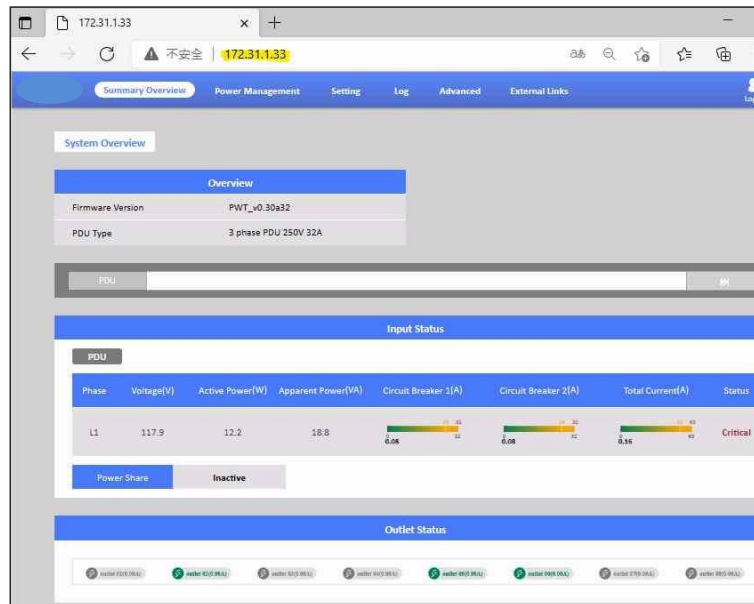 172.31.1.33
不安全
172.31.1.33
Summary Overview
Power Management
Setting
Log
Advanced
External Links
System Overview
Overview
Firmware Version PWT_v0.30a32
PDU Type 3 phase PDU 250V 32A
PDU
Input Status
PDU
Phase Voltage(V) Active Power(W) Apparent Power(VA) Circuit Breaker 1(A) Circuit Breaker 2(A) Total Current(A) Status
L1 117.9 12.2 18.8 0.08 0.08 0.16 Critical
Power Share Inactive
Outlet Status